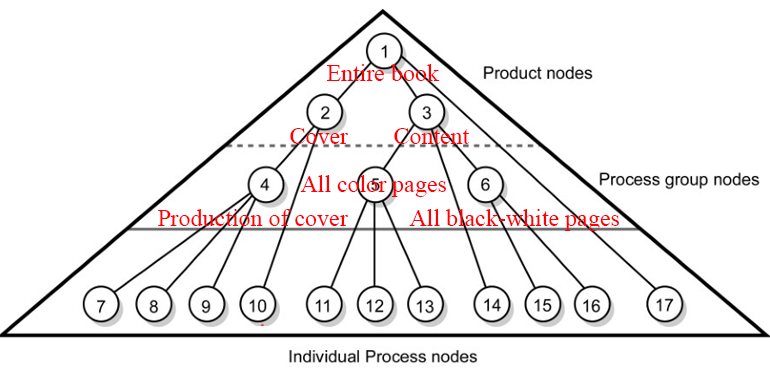 1
Entire book
Product nodes
2
3
Cover
Content
4
All color pages
5
6
Process group nodes
Production of cover
All black-white pages
7
8
9
10
11
12
13
14
15
16
17
Individual Process nodes